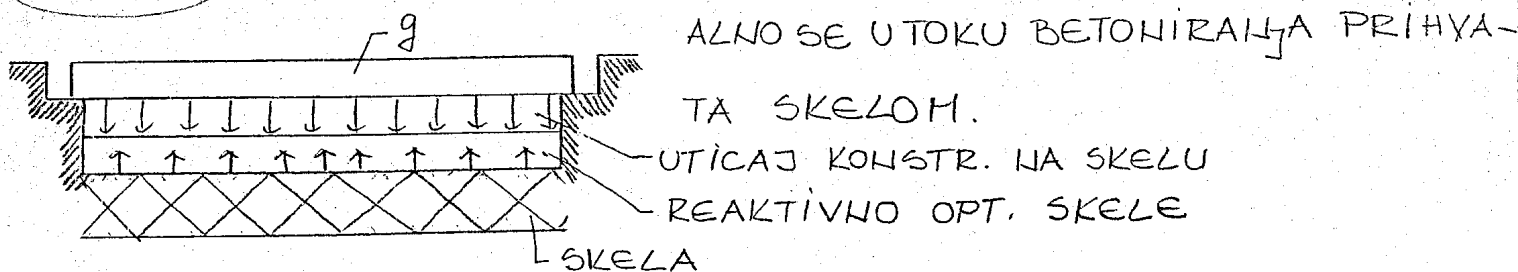 g
ALNO SE U TOKU BETONIRANJA PRIHVA-
TA SKELOM.
UTICAJ KONSTR. NA SKELU
REAKTIVNO OPT. SKELE
SKELA